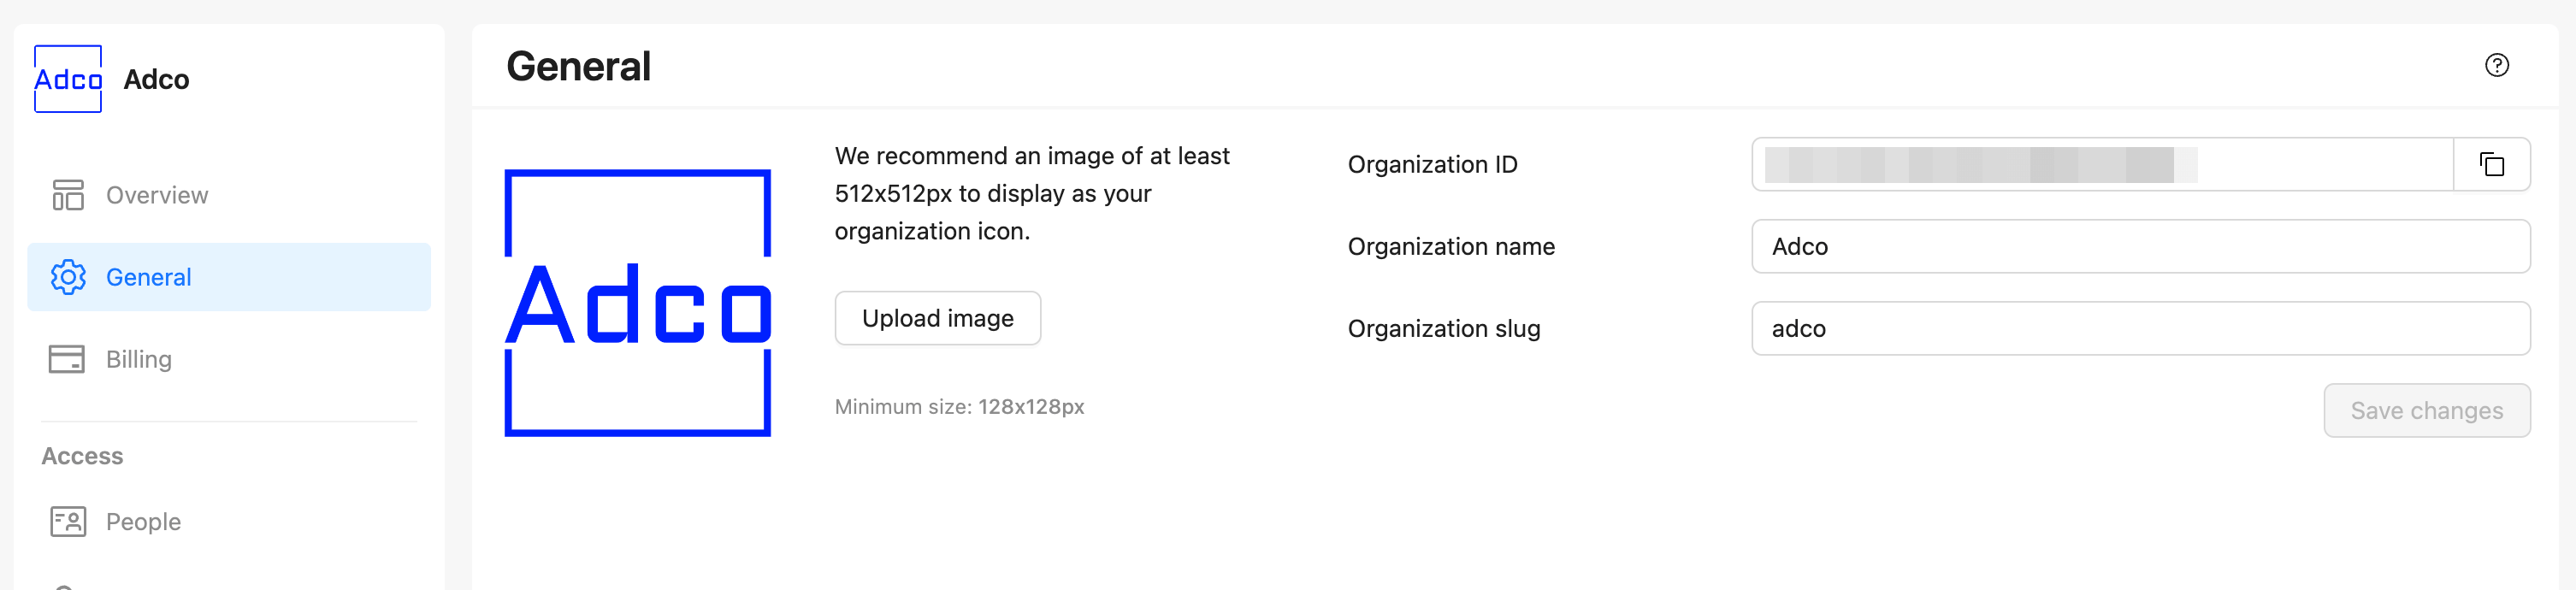 Adco
Adco
Overview
General
Billing
Access
People
General
Adco
We recommend an image of at least
512x512px to display as your
organization icon.
Upload image
Minimum size: 128x128px
Organization ID
Organization name
Adco
Organization slug
adco
Save changes